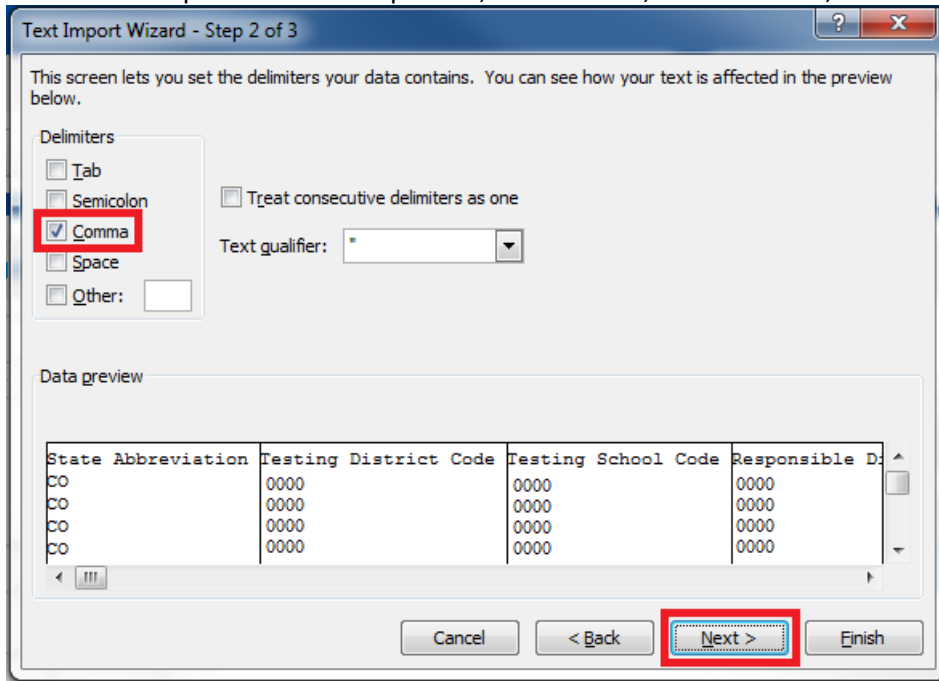 Text Import Wizard - Step 2 of 3
This screen lets you set the delimiters your data contains. You can see how your text is affected in the preview
below.
Delimiters
Tab
Semicolon
Comma
Space
Other:
Treat consecutive delimiters as one
Text qualifier: "
Data preview
State Abbreviation Testing District Code Testing School Code Responsible
CO 0000 0000 0000
CO 0000 0000 0000
CO 0000 0000 0000
CO 0000 0000 0000
Cancel < Back Next > Finish